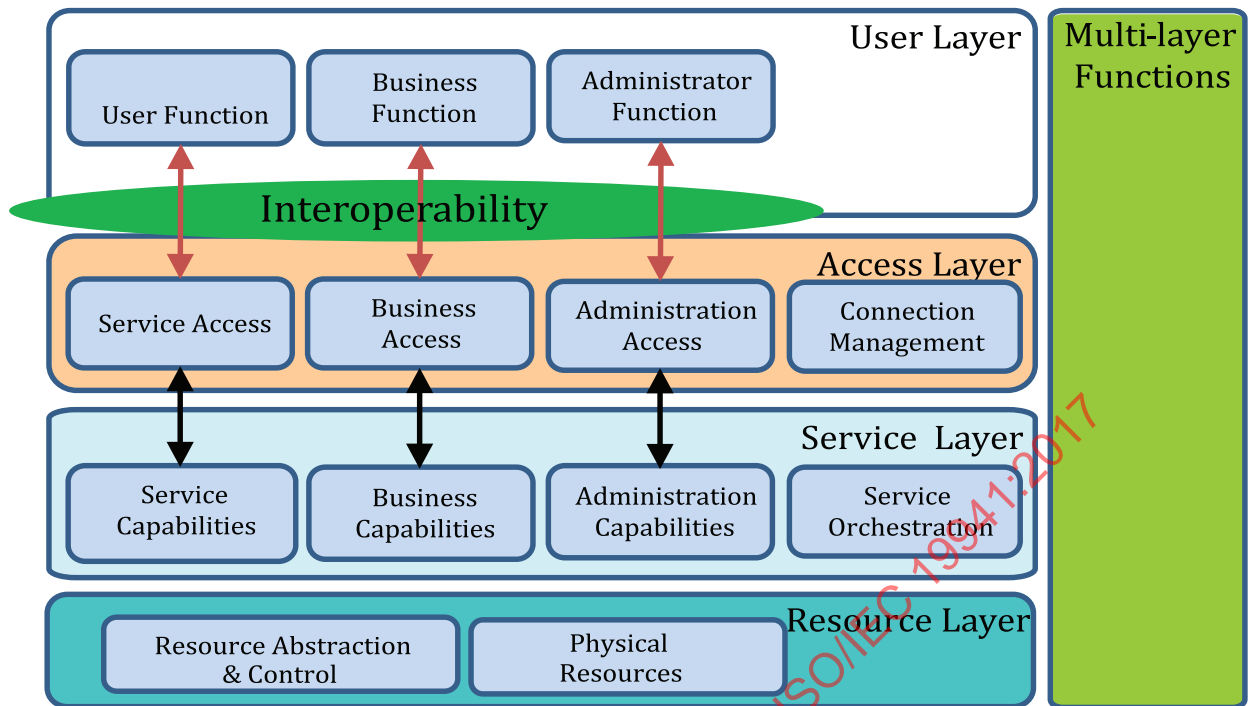 User Layer
Multi-layer
Functions
User Function
Business
Function
Administrator
Function
Interoperability
Access Layer
Service Access
Business
Access
Administration
Access
Connection
Management
Service Layer
Service
Capabilities
Business
Capabilities
Administration
Capabilities
Service
Orchestration
Resource Layer
Resource Abstraction
& Control
Physical
Resources
ISO/IEC 19941:2017